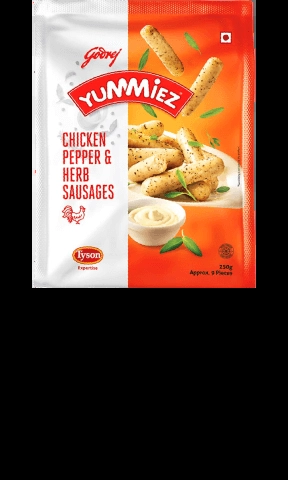 Godrej
YUMMiEZ
CHICKEN
PEPPER &
HERB
SAUSAGES
Tyson
Expertise
250g
Approx. 9 Pieces